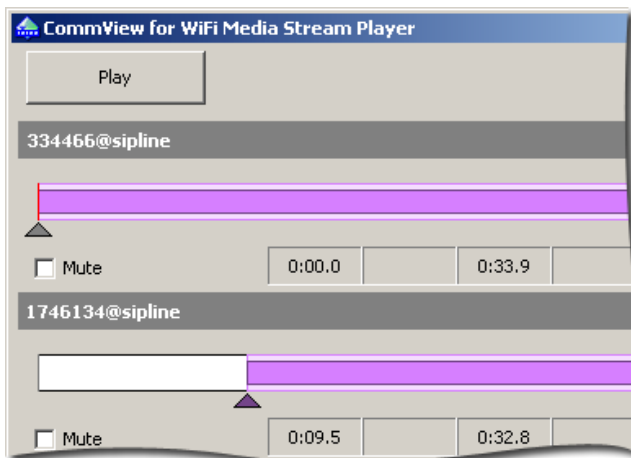 CommView for WiFi Media Stream Player
Play
334466@sipline
Mute 0:00.0 0:33.9
1746134@sipline
Mute 0:09.5 0:32.8